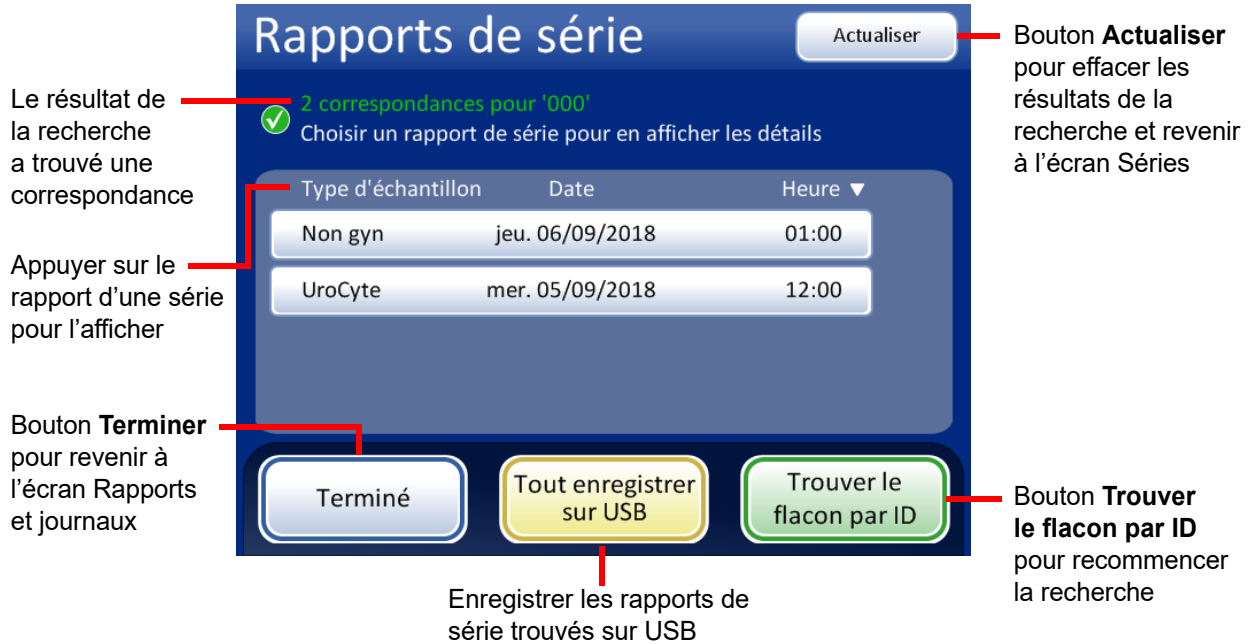 Rapports de série
Actualiser
Bouton Actualiser
pour effacer les
résultats de la
recherche et revenir
à l’écran Séries
Le résultat de
la recherche
a trouvé une
correspondance
2 correspondances pour '000'
Choisir un rapport de série pour en afficher les détails
Type d'échantillon Date Heure ▼
Non gyn jeu. 06/09/2018 01:00
UroCyte mer. 05/09/2018 12:00
Appuyer sur le
rapport d’une série
pour l’afficher
Bouton Terminer
pour revenir à
l’écran Rapports
et journaux
Terminé
Tout enregistrer
sur USB
Trouver le
flacon par ID
Bouton Trouver
le flacon par ID
pour recommencer
la recherche
Enregistrer les rapports de
série trouvés sur USB